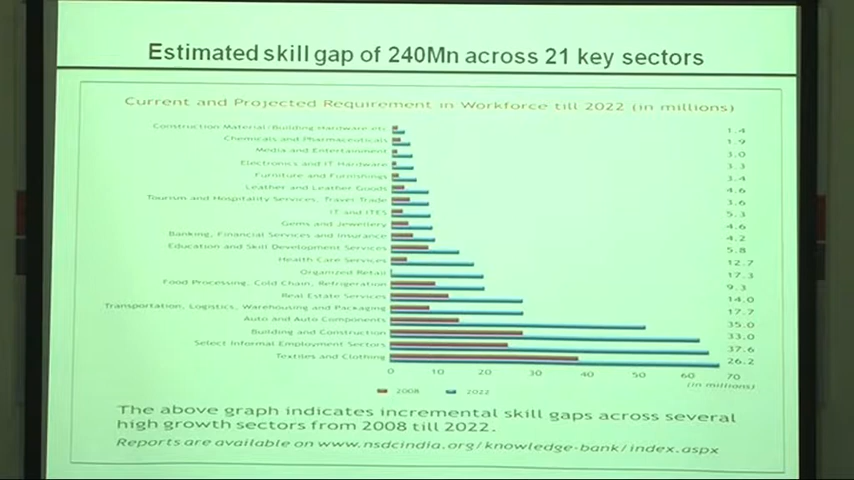 Estimated skill gap of 240Mn across 21 key sectors
Current and Projected Requirement in Workforce till 2022 (in millions)
Construction Material/Building Hardware etc. 1.4
Chemicals and Pharmaceuticals 1.9
Media and Entertainment 3.0
Electronics and IT Hardware 3.3
Furniture and Furnishings 3.4
Leather and Leather Goods 4.6
Tourism and Hospitality Services, Travel Trade 3.6
IT and ITES 5.3
Gems and Jewellery 4.6
Banking, Financial Services and Insurance 4.2
Education and Skill Development Services 5.8
Health Care Services 12.7
Organized Retail 17.3
Food Processing, Cold Chain, Refrigeration 9.3
Real Estate Services 14.0
Transportation, Logistics, Warehousing and Packaging 17.7
Auto and Auto Components 35.0
Building and Construction 33.0
Select Informal Employment Sectors 37.6
Textiles and Clothing 26.2
0 10 20 30 40 50 60 70
(in millions)
2008 2022
The above graph indicates incremental skill gaps across several
high growth sectors from 2008 till 2022.
Reports are available on www.nsdcindia.org/knowledge-bank/index.aspx